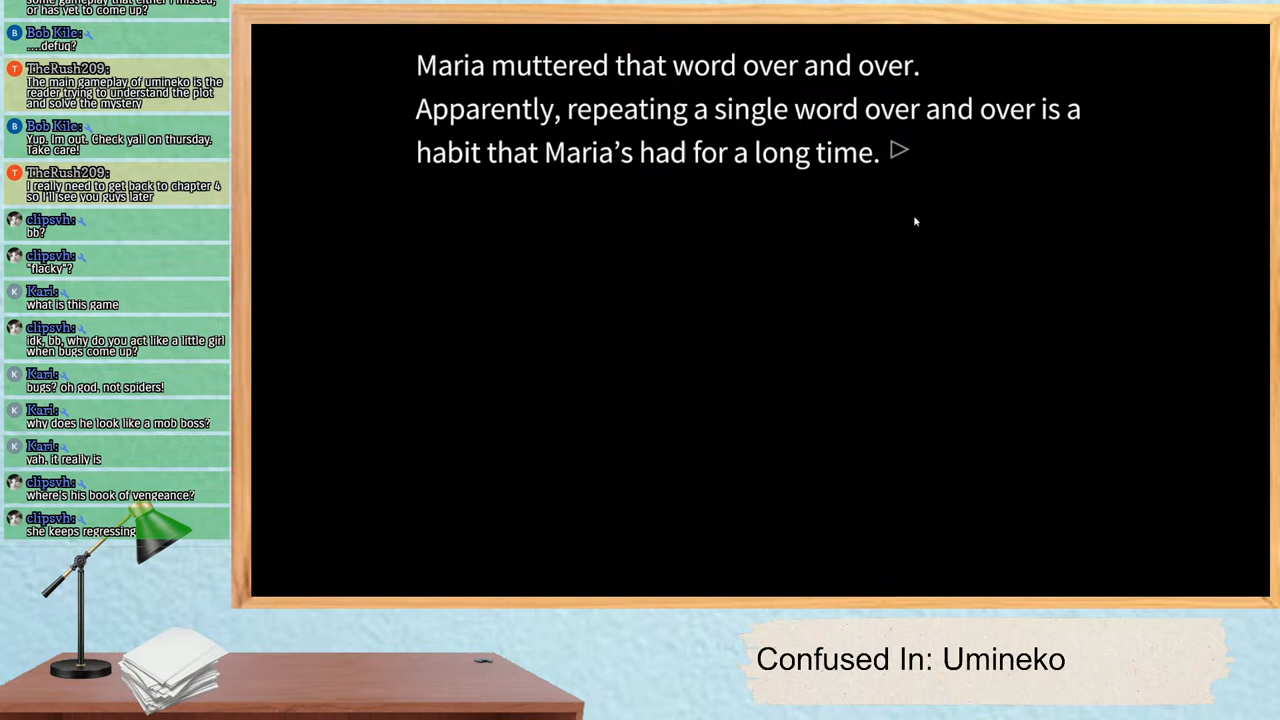 or has yet to come up?
B
Bob Kile:
....defuq?
T
TheRush209:
The main gameplay of umineko is the
reader trying to understand the plot
and solve the mystery
B
Bob Kile:
Yup. Im out. Check yall on thursday.
Take care!
T
TheRush209:
I really need to get back to chapter 4
so I'll see you guys later
clipsvh:
bb?
clipsvh:
"flacky"?
K
Kari:
what is this game
clipsvh:
idk, bb, why do you act like a little girl
when bugs come up?
K
Kari:
bugs? oh god, not spiders!
K
Kari:
why does he look like a mob boss?
K
Kari:
yah, it really is
clipsvh:
where's his book of vengeance?
clipsvh:
she keeps regressing
Maria muttered that word over and over.
Apparently, repeating a single word over and over is a
habit that Maria's had for a long time.
Confused In: Umineko